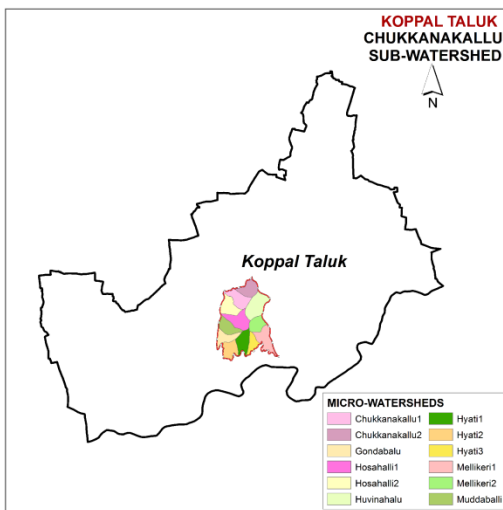 KOPPAL TALUK
CHUKKANAKALLU
SUB-WATERSHED
N
Koppal Taluk
MICRO-WATERSHEDS
Chukkanakallu1
Chukkanakallu2
Gondabalu
Hosahalli1
Hosahalli2
Huvinahalu
Hyati1
Hyati2
Hyati3
Mellikeri1
Mellikeri2
Muddaballi